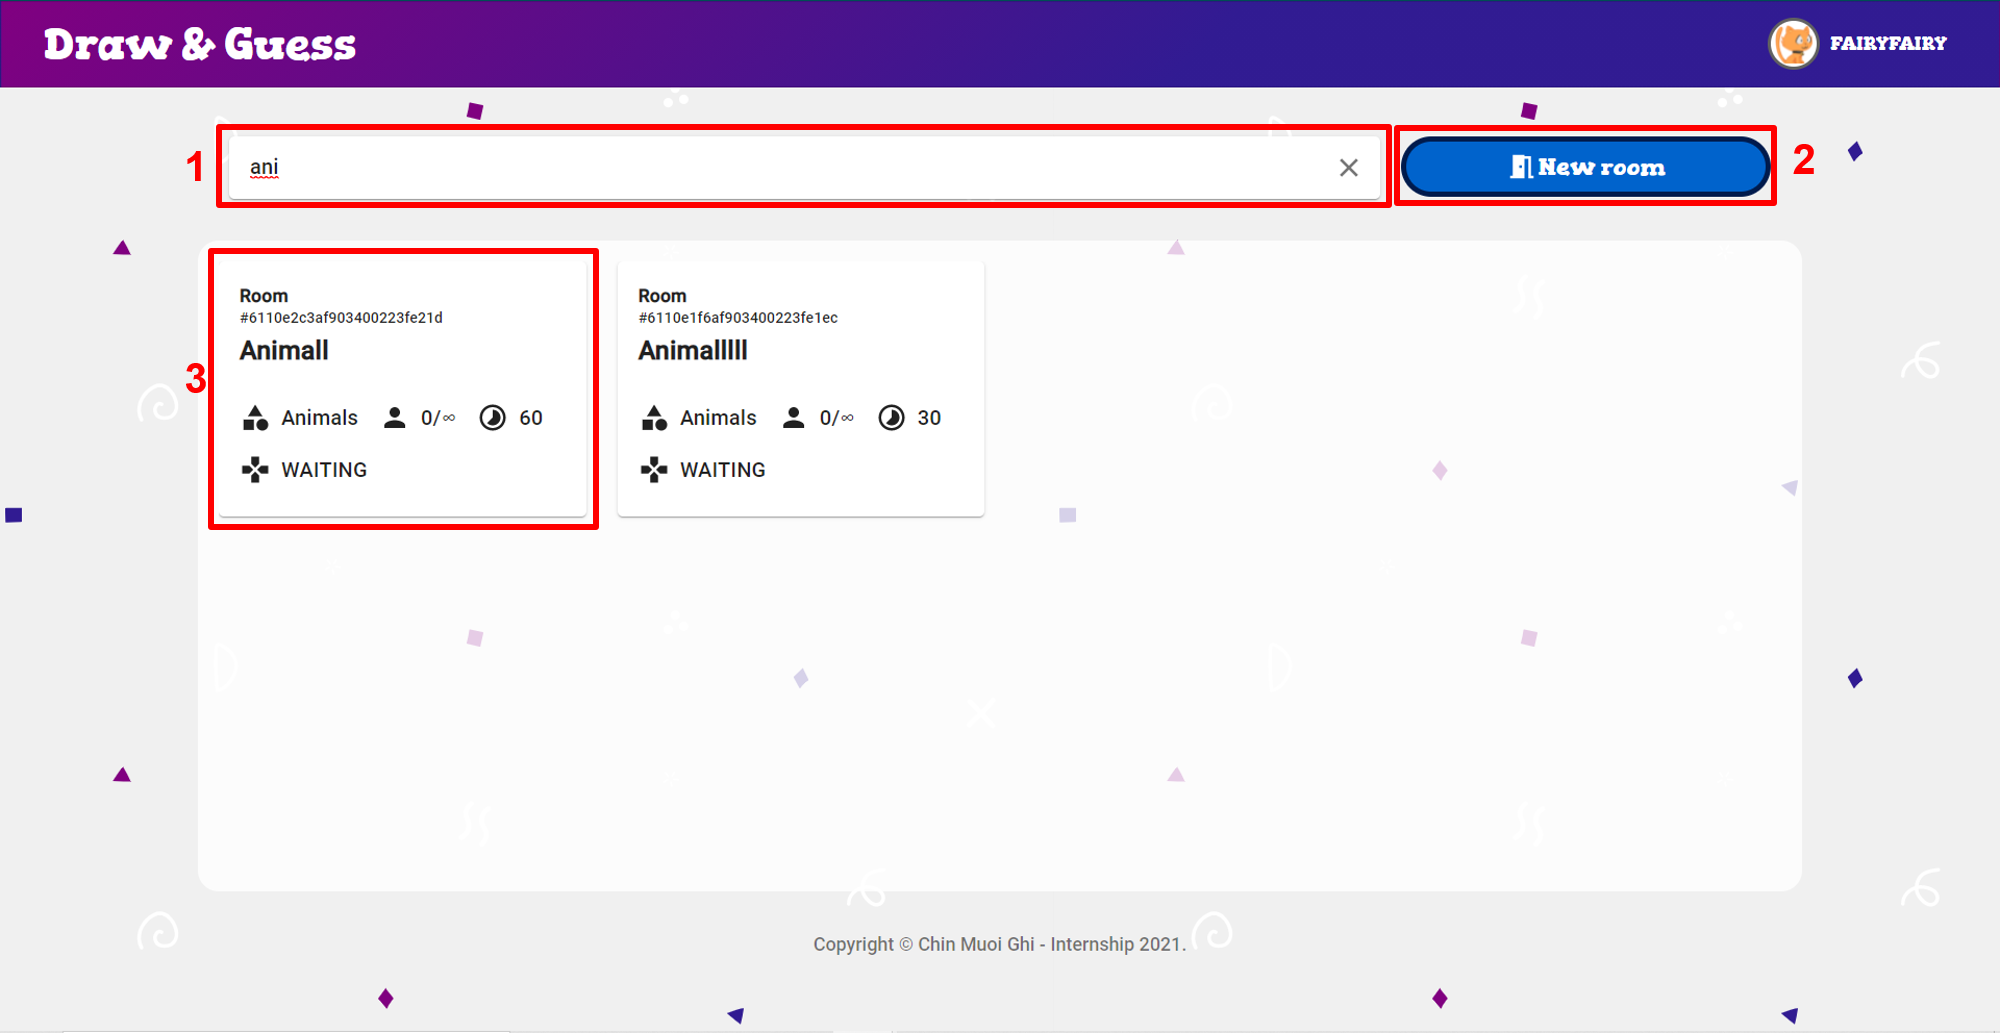 Draw & Guess
FAIRYFAIRY
1
ani
New room
2
3
Room
#6110e2c3af903400223fe21d
Animall
Animals 0/∞ 60
WAITING
Room
#6110e1f6af903400223fe1ec
Animalllll
Animals 0/∞ 30
WAITING
Copyright © Chin Muoi Ghi - Internship 2021.